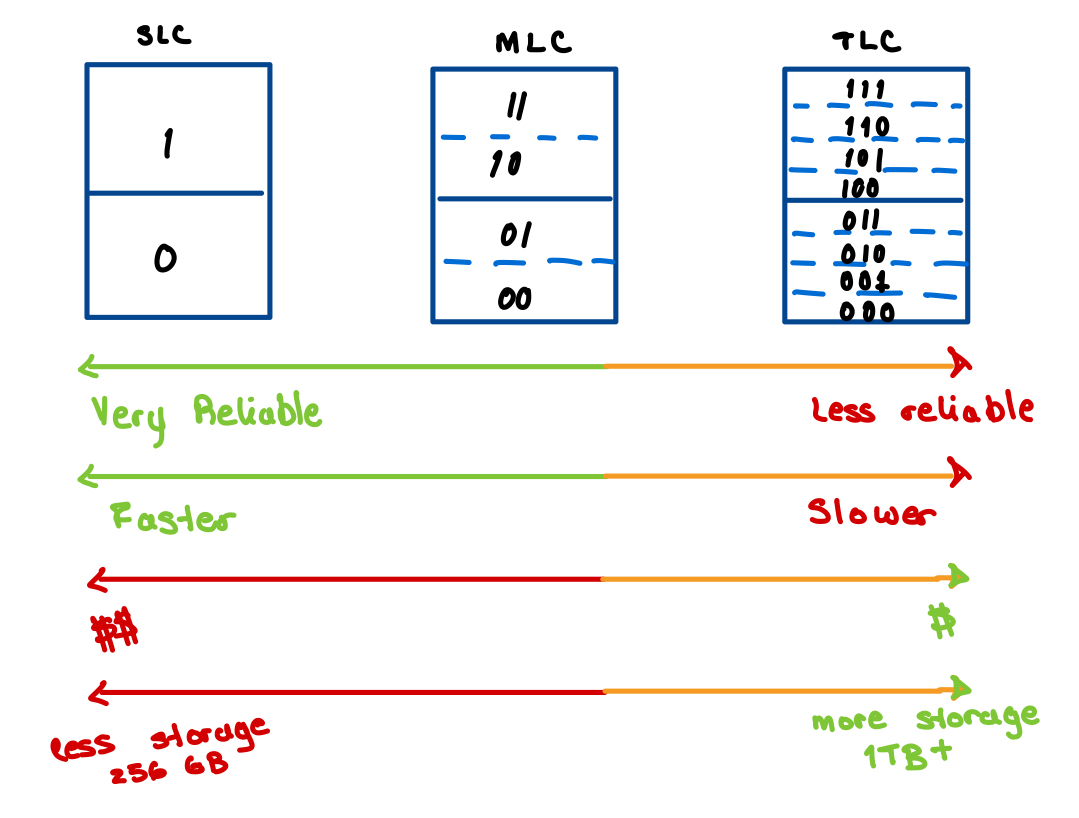 SLC
1
0
MLC
11
10
01
00
TLC
111
110
101
100
011
010
001
000
Very Reliable
Less reliable
Faster
Slower
$$
$
less storage
256 GB
more storage
1TB+